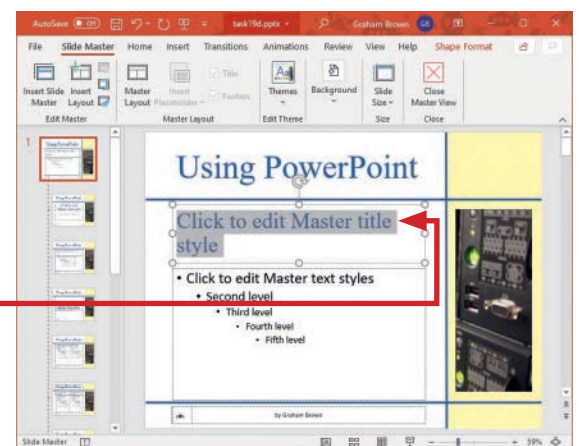 AutoSave Off task19d.pptx Graham Brown GB
File Slide Master Home Insert Transitions Animations Review View Help Shape Format
Insert Slide Master Insert Layout Master Layout Insert Placeholder Title Footers Themes Background Slide Size Close Master View
Edit Master Master Layout Edit Theme Size Close
1
Using PowerPoint
Click to edit Master title
style
• Click to edit Master text styles
• Second level
• Third level
• Fourth level
• Fifth level
by Graham Brown
Slide Master 59%